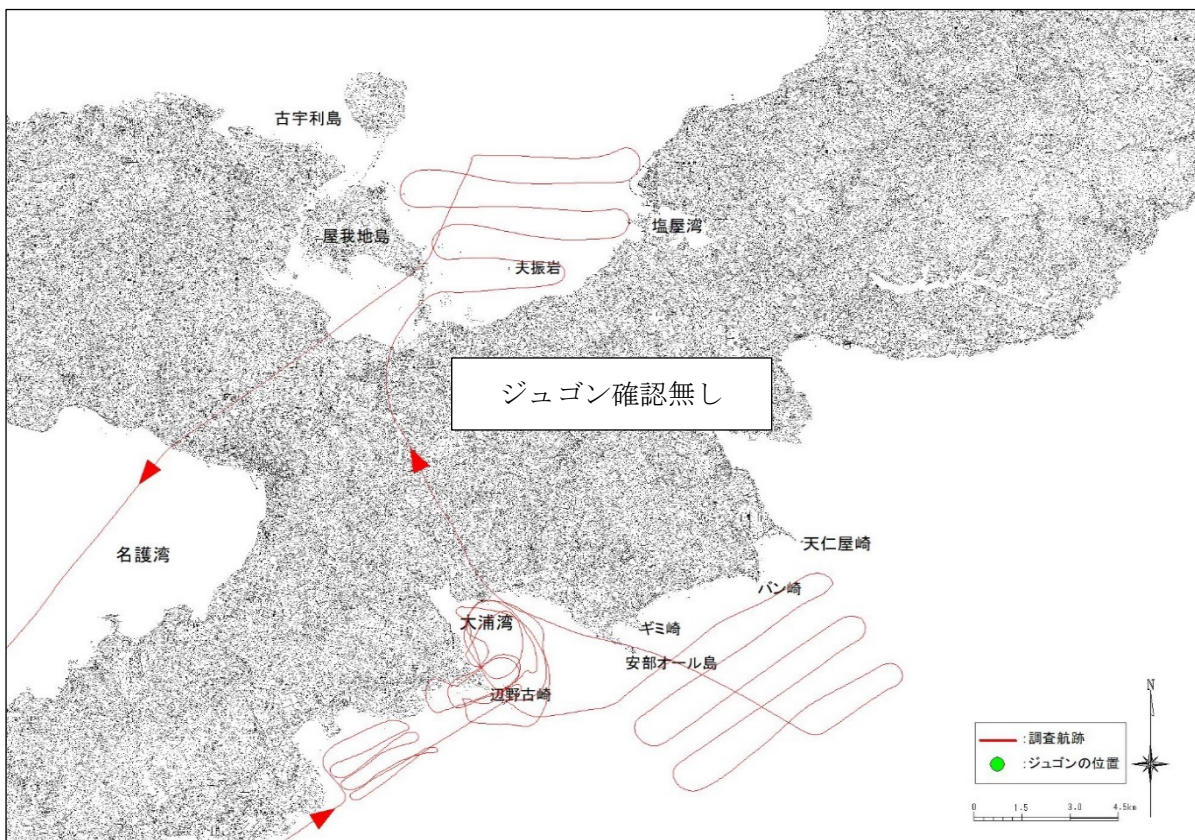 古宇利島
屋我地島
塩屋湾
夫振岩
ジュゴン確認無し
名護湾
天仁屋崎
バン崎
大浦湾
ギミ崎
安部オール島
辺野古崎
N
:調査航跡
:ジュゴンの位置
0 1.5 3.0 4.5km